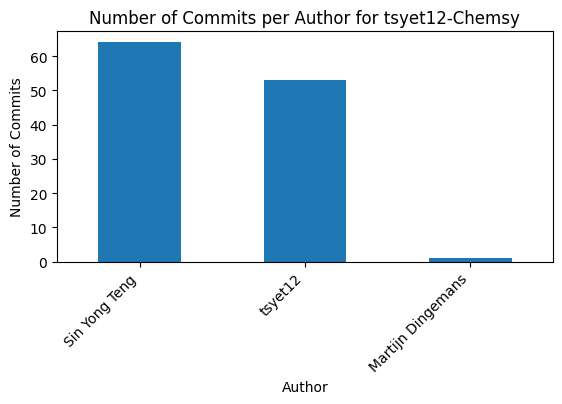 Number of Commits per Author for tsyet12-Chemsy
Number of Commits
60
50
40
30
20
10
0
Sin Yong Teng
tsyet12
Martijn Dingemans
Author